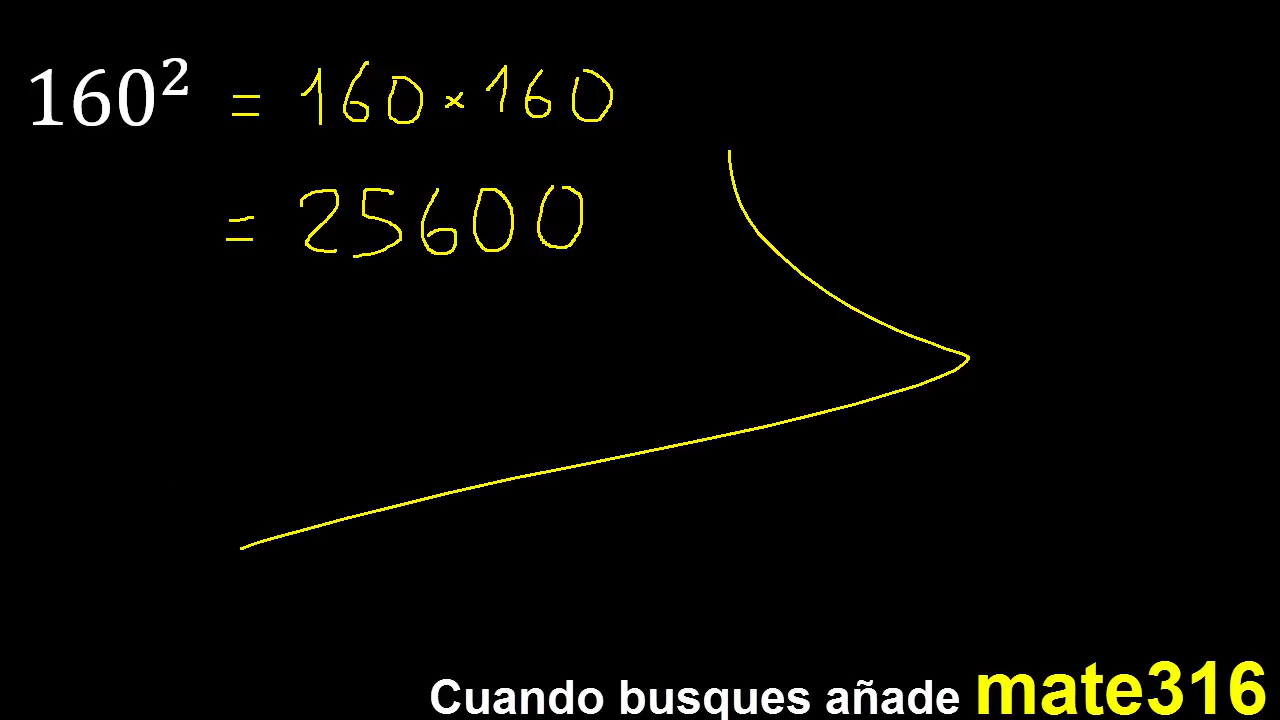 160² = 160 × 160
= 25600
Cuando busques añade mate316